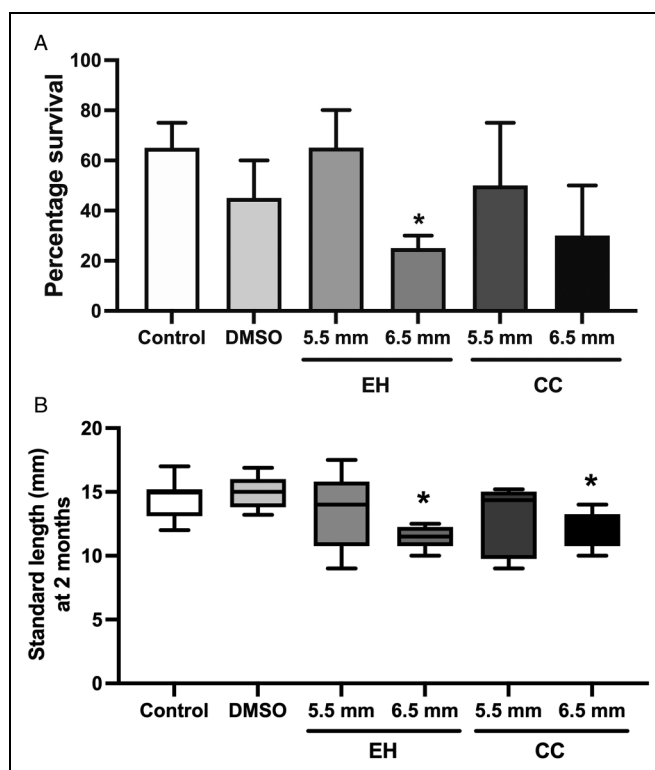 A
Percentage survival
100
80
60
40
20
0
*
Control DMSO 5.5 mm 6.5 mm 5.5 mm 6.5 mm
EH CC
B
Standard length (mm)
at 2 months
20
15
10
5
0
* *
Control DMSO 5.5 mm 6.5 mm 5.5 mm 6.5 mm
EH CC